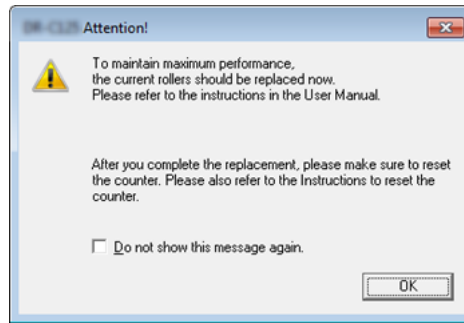 Attention!
To maintain maximum performance,
the current rollers should be replaced now.
Please refer to the instructions in the User Manual.
After you complete the replacement, please make sure to reset
the counter. Please also refer to the Instructions to reset the
counter.
Do not show this message again.
OK